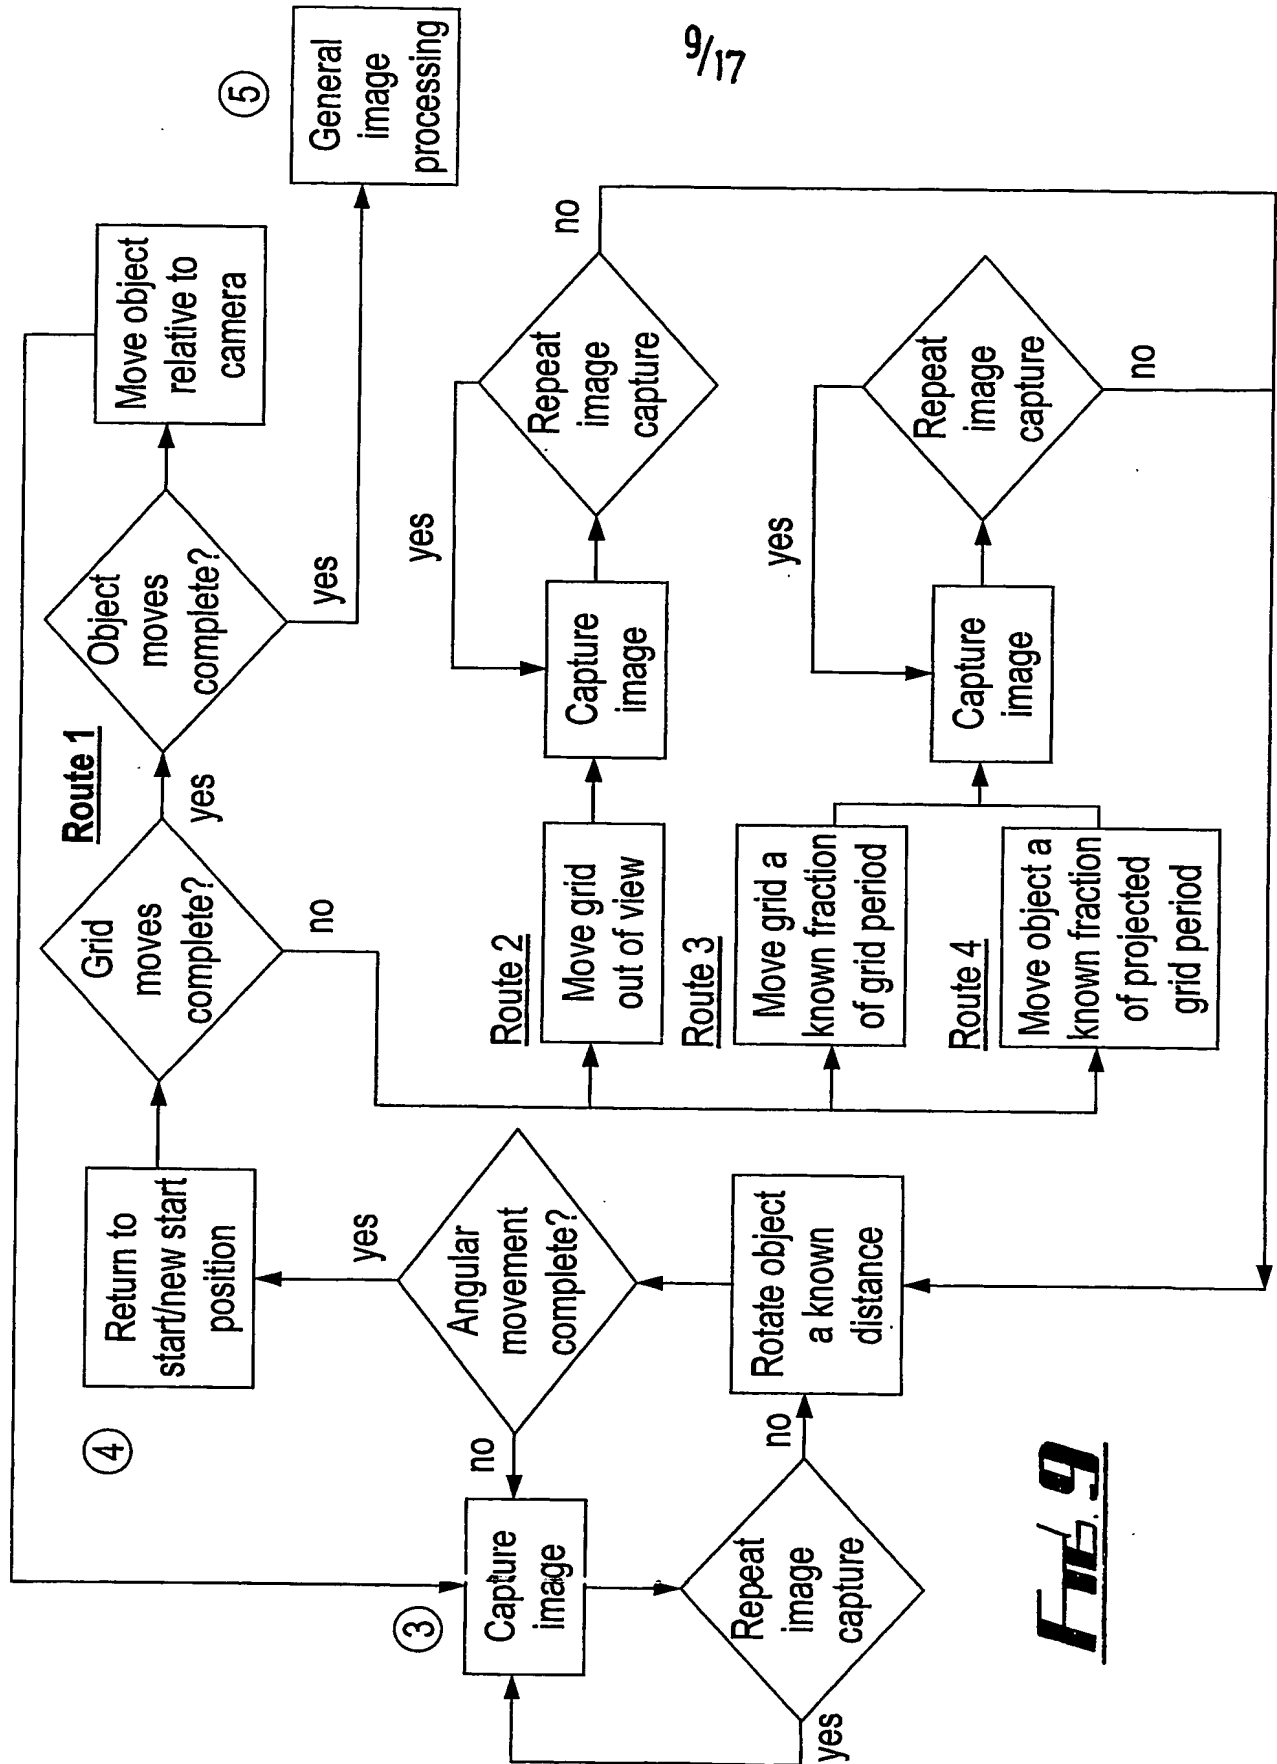 9/17
4
Return to
start/new start
position
Grid
moves
complete?
yes
no
Route 1
Object
moves
complete?
yes
Move object
relative to
camera
5
General
image
processing
3
Capture
image
no
Angular
movement
complete?
yes
Repeat
image
capture
yes
no
Rotate object
a known
distance
Route 2
Move grid
out of view
Capture
image
yes
Repeat
image
capture
no
Route 3
Move grid a
known fraction
of grid period
Route 4
Move object a
known fraction
of projected
grid period
Capture
image
yes
Repeat
image
capture
no
Fig. 9